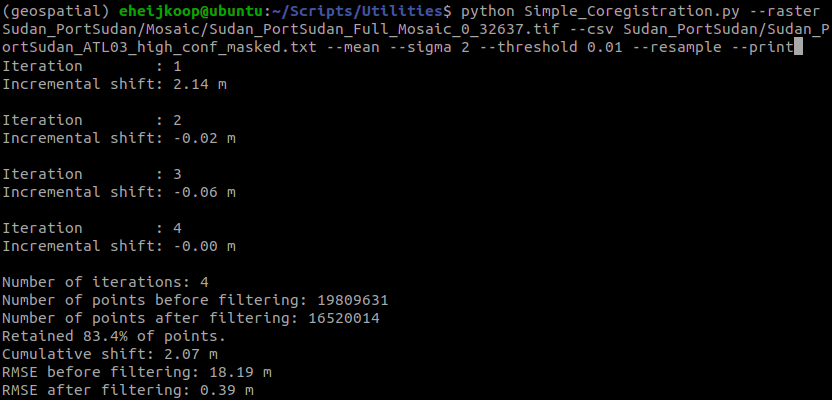 (geospatial) eheijkoop@ubuntu:~/Scripts/Utilities$ python Simple_Coregistration.py --raster
Sudan_PortSudan/Mosaic/Sudan_PortSudan_Full_Mosaic_0_32637.tif --csv Sudan_PortSudan/Sudan_P
ortSudan_ATL03_high_conf_masked.txt --mean --sigma 2 --threshold 0.01 --resample --print
Iteration        : 1
Incremental shift: 2.14 m
Iteration        : 2
Incremental shift: -0.02 m
Iteration        : 3
Incremental shift: -0.06 m
Iteration        : 4
Incremental shift: -0.00 m
Number of iterations: 4
Number of points before filtering: 19809631
Number of points after filtering: 16520014
Retained 83.4% of points.
Cumulative shift: 2.07 m
RMSE before filtering: 18.19 m
RMSE after filtering: 0.39 m